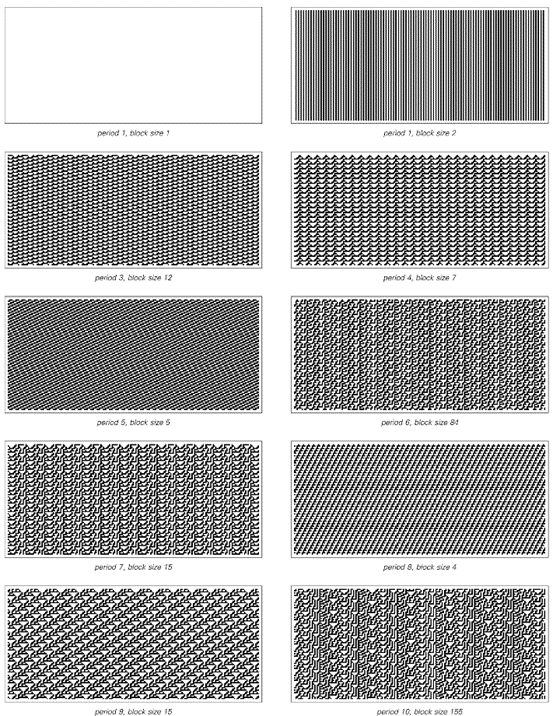 period 1, block size 1
period 1, block size 2
period 3, block size 12
period 4, block size 7
period 5, block size 5
period 6, block size 84
period 7, block size 15
period 8, block size 4
period 9, block size 15
period 10, block size 155